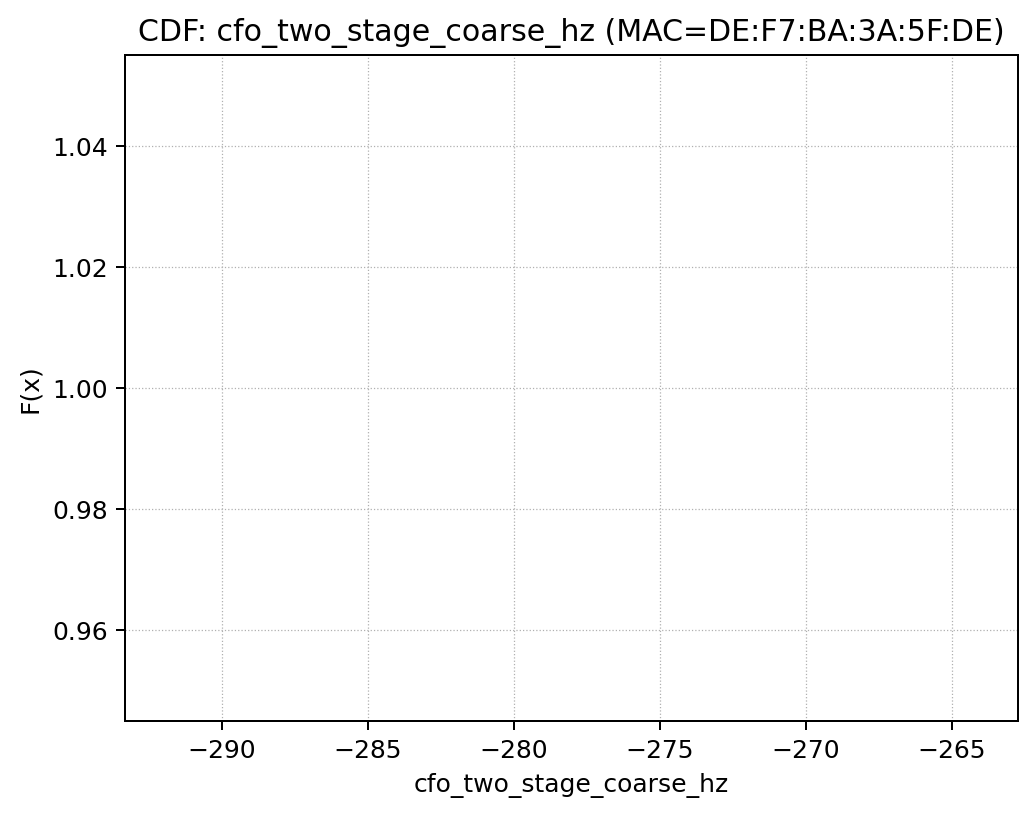 CDF: cfo_two_stage_coarse_hz (MAC=DE:F7:BA:3A:5F:DE)
1.04
1.02
1.00
0.98
0.96
F(x)
−290 −285 −280 −275 −270 −265
cfo_two_stage_coarse_hz